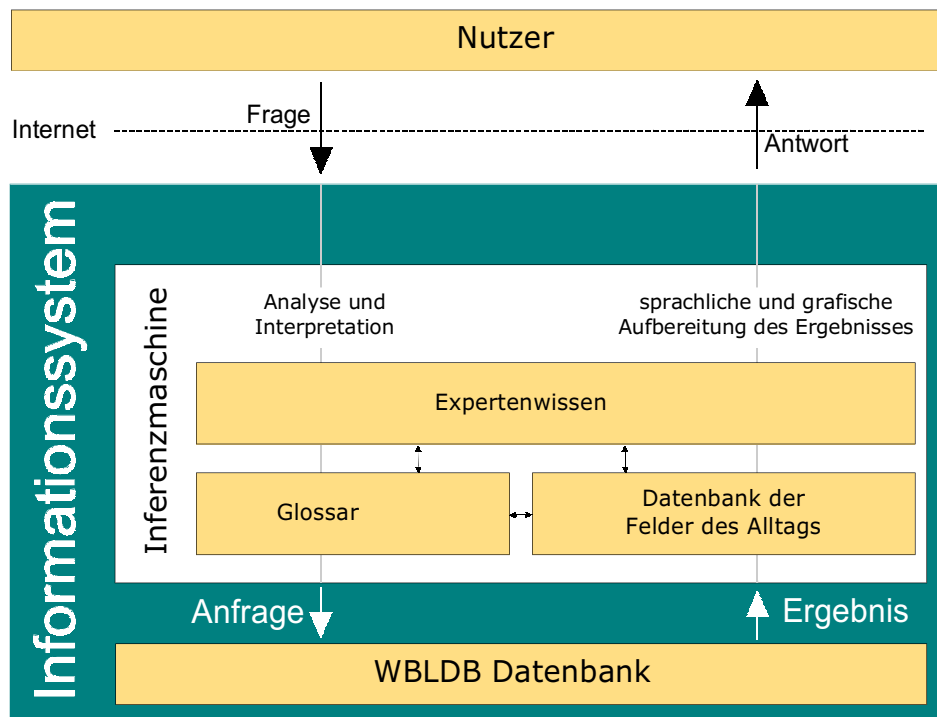 Nutzer
Frage
Internet
Antwort
Informationssystem
Inferenzmaschine
Analyse und
Interpretation
sprachliche und grafische
Aufbereitung des Ergebnisses
Expertenwissen
Glossar
Datenbank der
Felder des Alltags
Anfrage
Ergebnis
WBLDB Datenbank